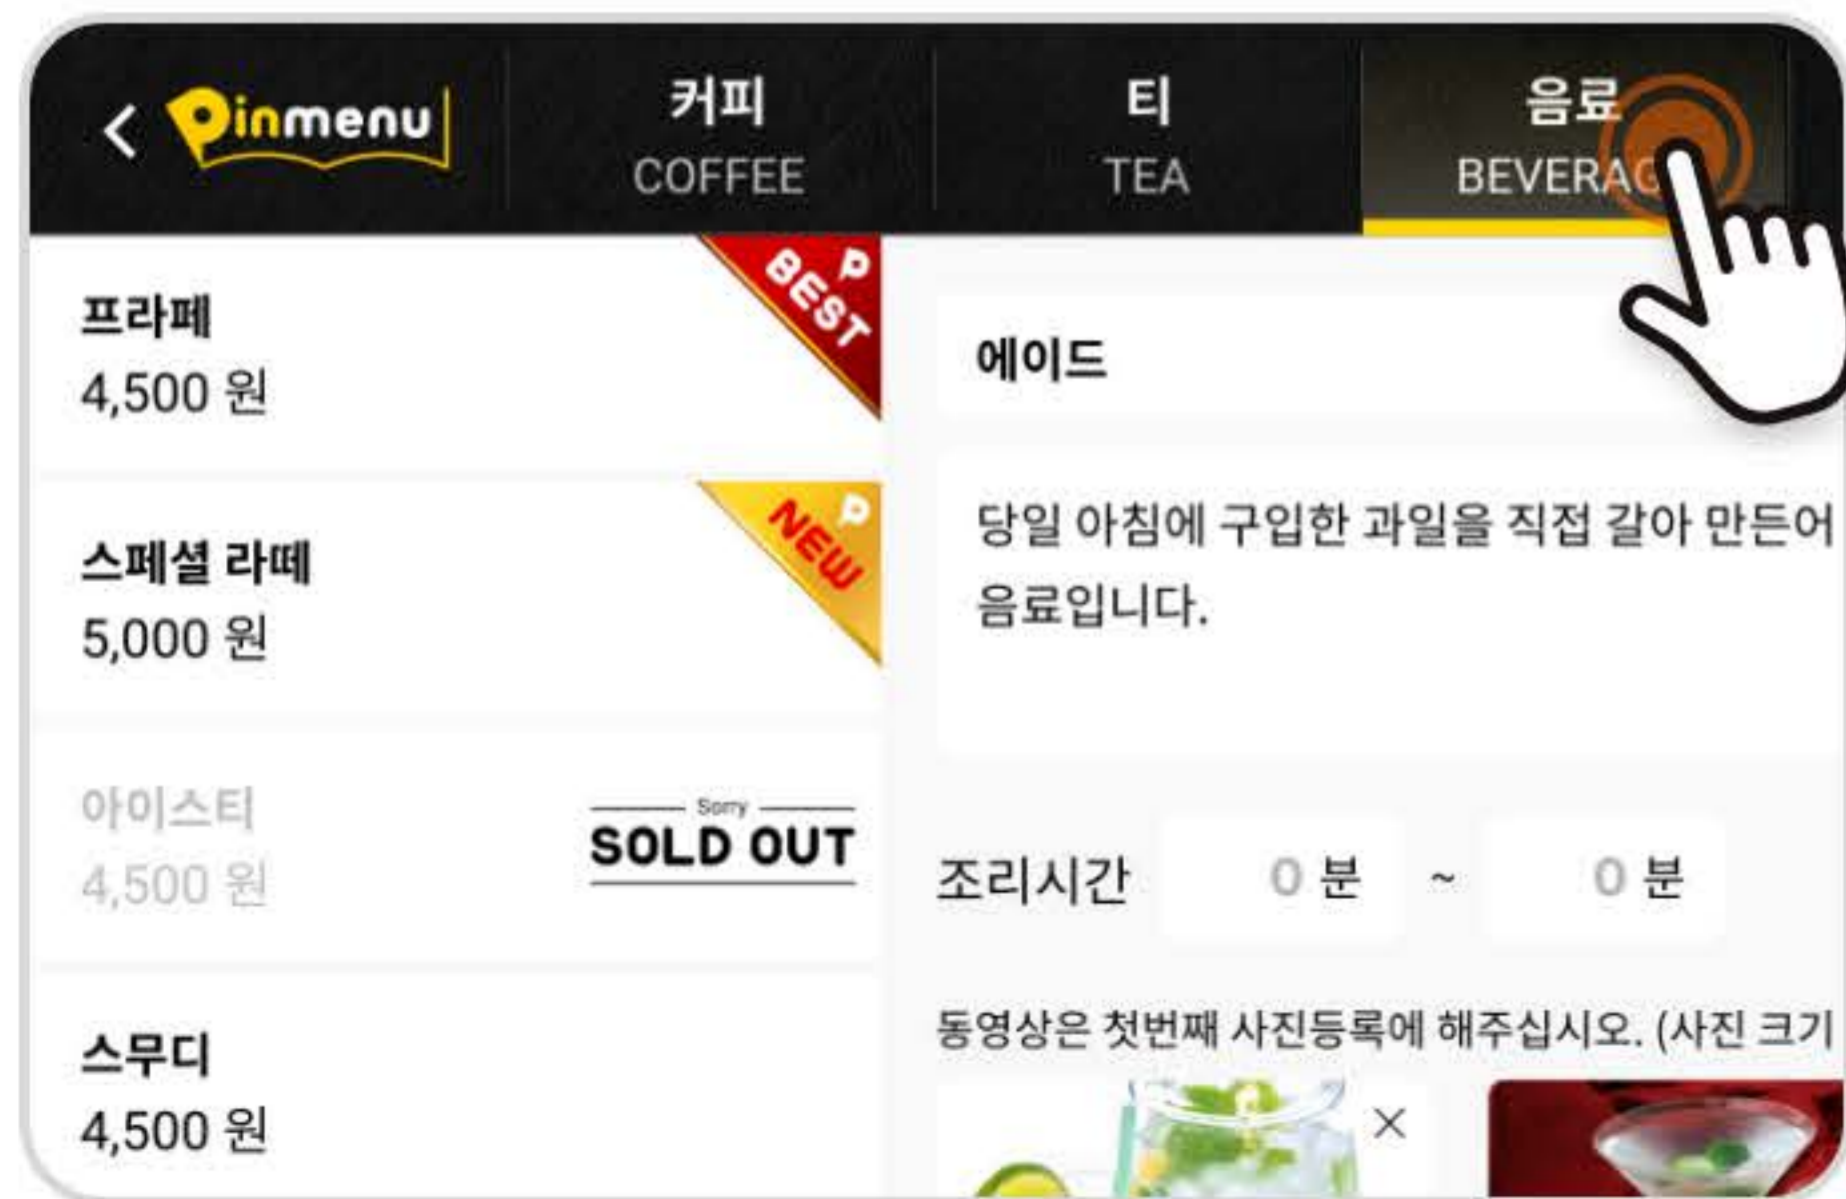 Pinmenu
커피
COFFEE
티
TEA
음료
BEVERAG
프라페
4,500 원
BEST
스페셜 라떼
5,000 원
NEW
아이스티
4,500 원
Sorry
SOLD OUT
스무디
4,500 원
에이드
당일 아침에 구입한 과일을 직접 갈아 만든어
음료입니다.
조리시간 0 분 ~ 0 분
동영상은 첫번째 사진등록에 해주십시오. (사진 크기